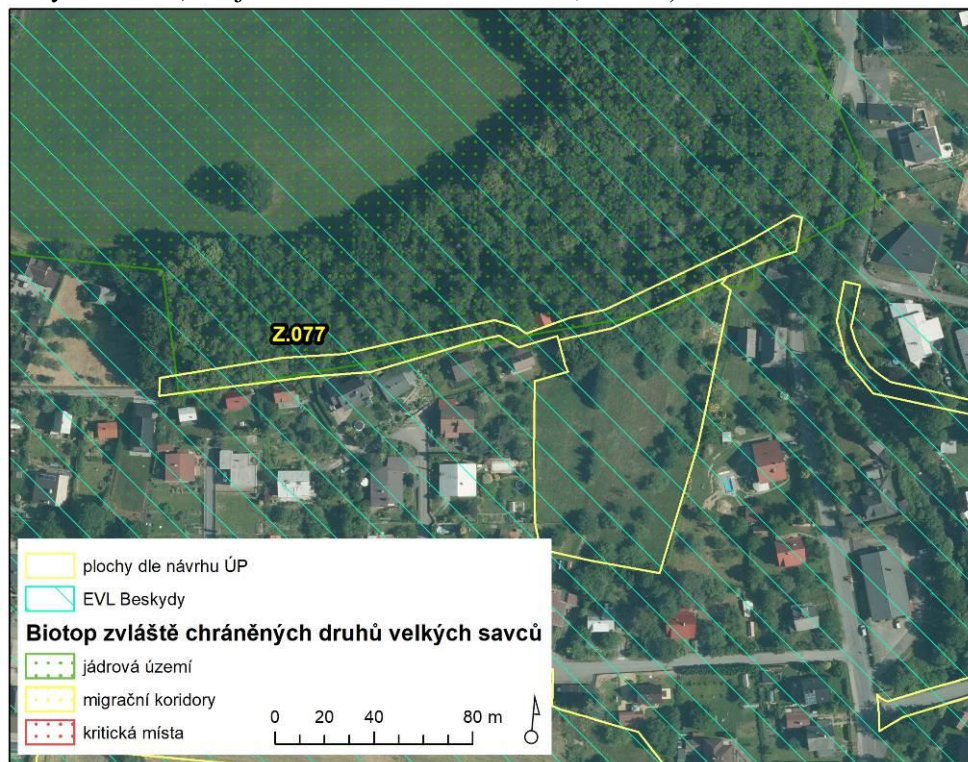 Z.077
plochy dle návrhu ÚP
EVL Beskydy
Biotop zvláště chráněných druhů velkých savců
jádrová území
migrační koridory
kritická místa
0 20 40 80 m